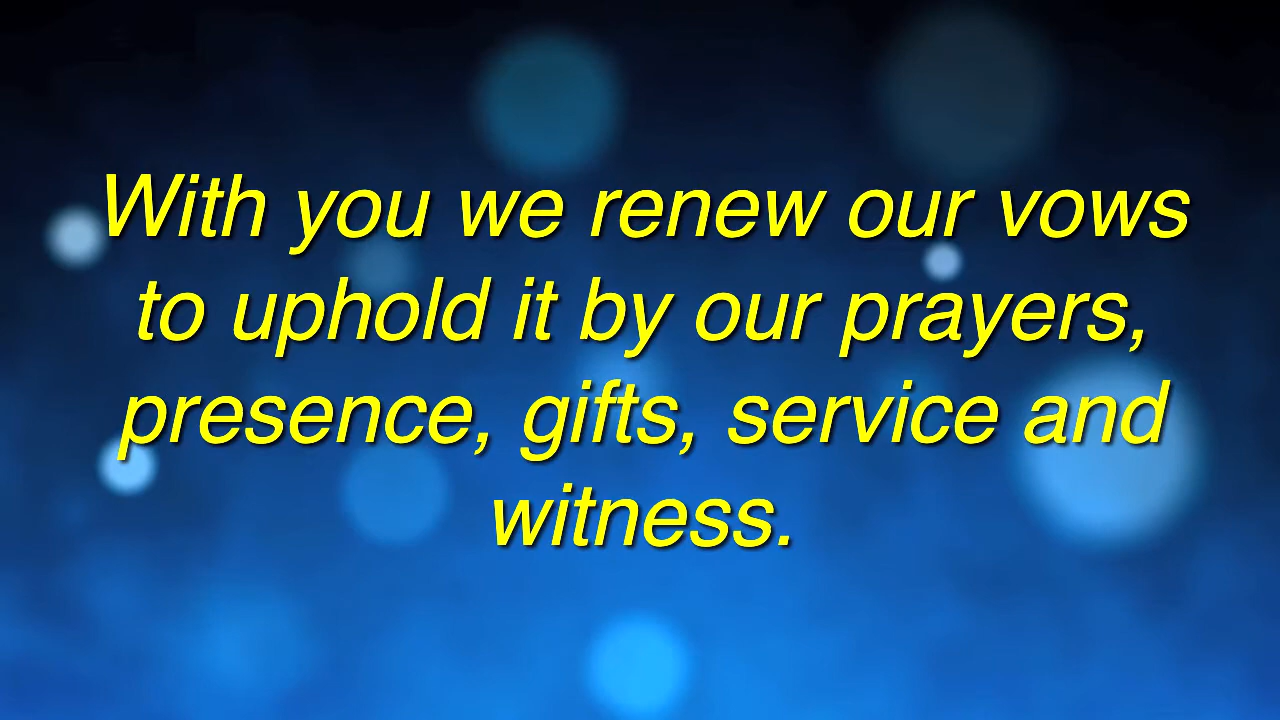 With you we renew our vows
to uphold it by our prayers,
presence, gifts, service and
witness.